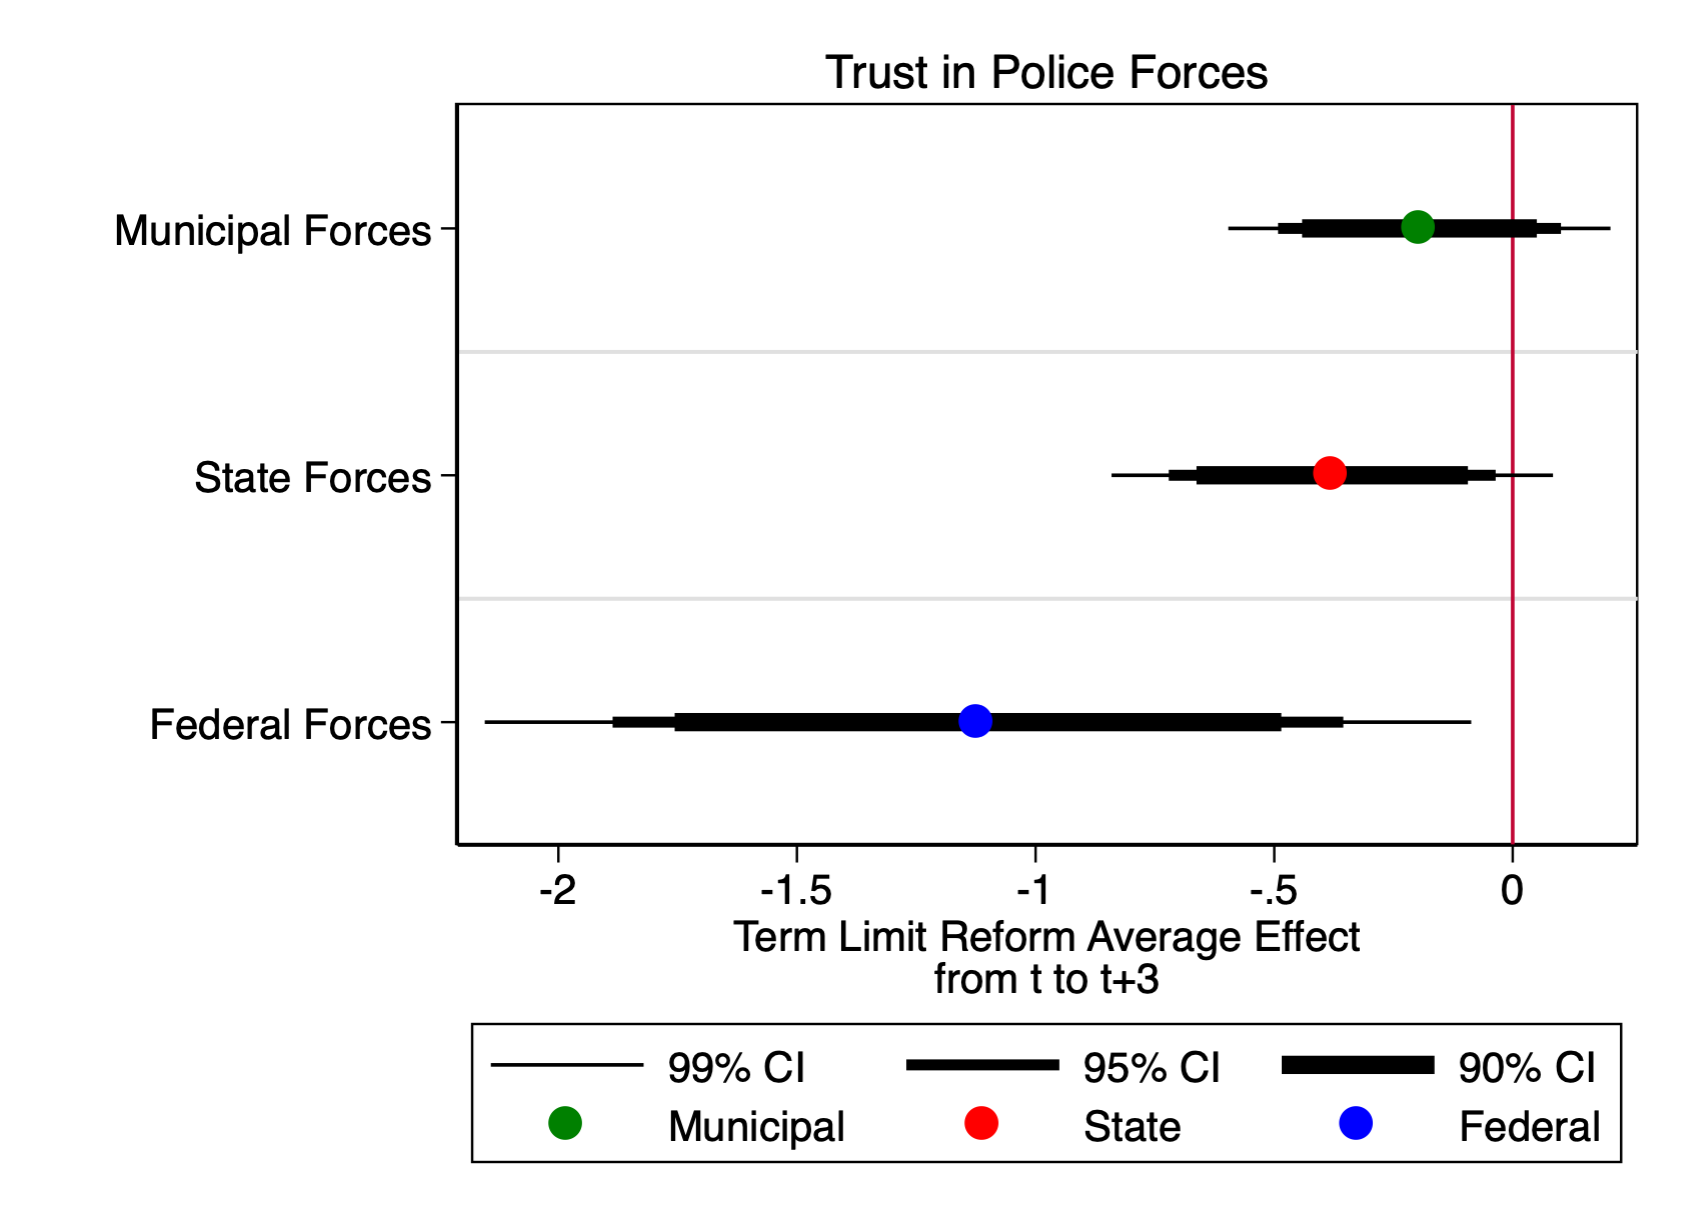 Trust in Police Forces
Municipal Forces
State Forces
Federal Forces
-2 -1.5 -1 -.5 0
Term Limit Reform Average Effect
from t to t+3
99% CI 95% CI 90% CI
Municipal State Federal